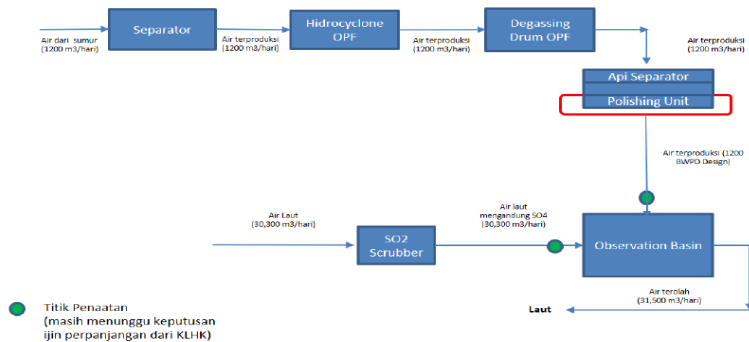 Separator
Hidrocyclone
OPF
Degassing
Drum OPF
Air dari sumur
(1200 m3/hari)
Air terproduksi
(1200 m3/hari)
Air terproduksi
(1200 m3/hari)
Air terproduksi
(1200 m3/hari)
Api Separator
Polishing Unit
Air terproduksi (1200
BWPD Design)
Air Laut
(30,300 m3/hari)
SO2
Scrubber
Air laut
mengandung SO4
(30,300 m3/hari)
Observation Basin
Air terolah
(31,500 m3/hari)
Laut
Titik Penaatan
(masih menunggu keputusan
ijin perpanjangan dari KLHK)